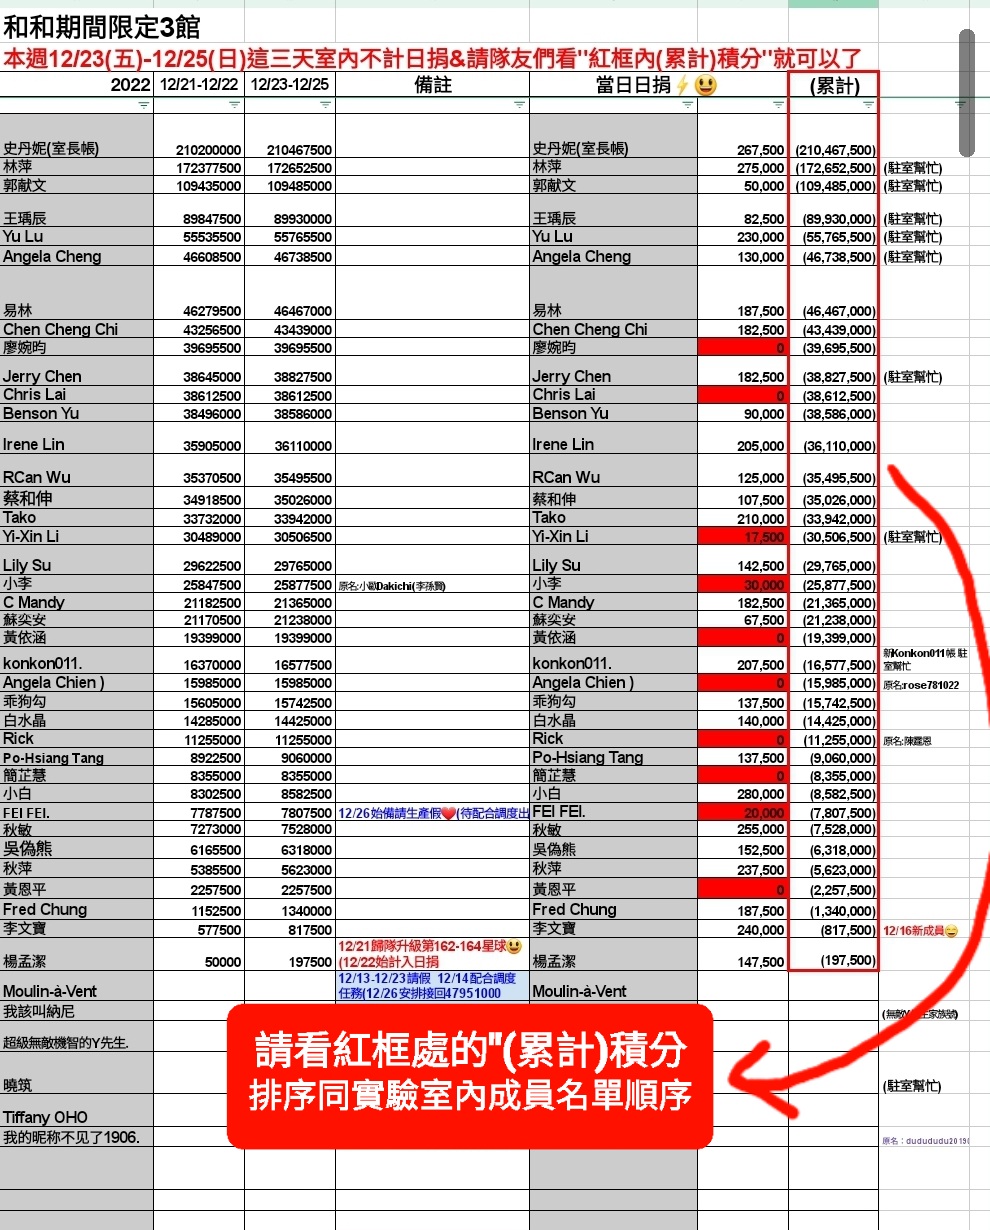 和和期間限定3館
本週12/23(五)-12/25(日)這三天室內不計日捐&請隊友們看"紅框內(累計)積分"就可以了
2022 12/21-12/22 12/23-12/25 備註 當日日捐⚡😃 (累計)
史丹妮(室長帳) 210200000 210467500 史丹妮(室長帳) 267,500 (210,467,500)
林萍 172377500 172652500 林萍 275,000 (172,652,500) (駐室幫忙)
郭献文 109435000 109485000 郭献文 50,000 (109,485,000) (駐室幫忙)
王瑀辰 89847500 89930000 王瑀辰 82,500 (89,930,000) (駐室幫忙)
Yu Lu 55535500 55765500 Yu Lu 230,000 (55,765,500) (駐室幫忙)
Angela Cheng 46608500 46738500 Angela Cheng 130,000 (46,738,500) (駐室幫忙)
易林 46279500 46467000 易林 187,500 (46,467,000)
Chen Cheng Chi 43256500 43439000 Chen Cheng Chi 182,500 (43,439,000)
廖婉昀 39695500 39695500 廖婉昀 0 (39,695,500)
Jerry Chen 38645000 38827500 Jerry Chen 182,500 (38,827,500) (駐室幫忙)
Chris Lai 38612500 38612500 Chris Lai 0 (38,612,500)
Benson Yu 38496000 38586000 Benson Yu 90,000 (38,586,000)
Irene Lin 35905000 36110000 Irene Lin 205,000 (36,110,000)
RCan Wu 35370500 35495500 RCan Wu 125,000 (35,495,500)
蔡和伸 34918500 35026000 蔡和伸 107,500 (35,026,000)
Tako 33732000 33942000 Tako 210,000 (33,942,000)
Yi-Xin Li 30489000 30506500 Yi-Xin Li 17,500 (30,506,500) (駐室幫忙)
Lily Su 29622500 29765000 Lily Su 142,500 (29,765,000)
小李 25847500 25877500 原名:小歐Dakichi(李孫賢) 小李 30,000 (25,877,500)
C Mandy 21182500 21365000 C Mandy 182,500 (21,365,000)
蘇奕安 21170500 21238000 蘇奕安 67,500 (21,238,000)
黃依涵 19399000 19399000 黃依涵 0 (19,399,000)
konkon011. 16370000 16577500 konkon011. 207,500 (16,577,500) 新Konkon011帳 駐
室幫忙
Angela Chien ) 15985000 15985000 Angela Chien ) 0 (15,985,000) 原名:rose781022
乖狗勾 15605000 15742500 乖狗勾 137,500 (15,742,500)
白水晶 14285000 14425000 白水晶 140,000 (14,425,000)
Rick 11255000 11255000 Rick 0 (11,255,000) 原名:陳霆恩
Po-Hsiang Tang 8922500 9060000 Po-Hsiang Tang 137,500 (9,060,000)
簡芷慧 8355000 8355000 簡芷慧 0 (8,355,000)
小白 8302500 8582500 小白 280,000 (8,582,500)
FEI FEI. 7787500 7807500 12/26始備請生產假❤️(待配合調度出 FEI FEI. 20,000 (7,807,500)
秋敏 7273000 7528000 秋敏 255,000 (7,528,000)
吳偽熊 6165500 6318000 吳偽熊 152,500 (6,318,000)
秋萍 5385500 5623000 秋萍 237,500 (5,623,000)
黃恩平 2257500 2257500 黃恩平 0 (2,257,500)
Fred Chung 1152500 1340000 Fred Chung 187,500 (1,340,000)
李文寶 577500 817500 李文寶 240,000 (817,500) 12/16新成員😄
楊孟潔 50000 197500 12/21歸隊升級第162-164星球😃
(12/22始計入日捐 楊孟潔 147,500 (197,500)
Moulin-à-Vent 12/13-12/23請假 12/14配合調度
任務(12/26安排接回47951000 Moulin-à-Vent
我該叫納尼 (無敵Y先生家族號)
超級無敵機智的Y先生.
曉筑 (駐室幫忙)
Tiffany OHO
我的昵称不见了1906. 原名：dudududu2019
請看紅框處的"(累計)積分
排序同實驗室內成員名單順序